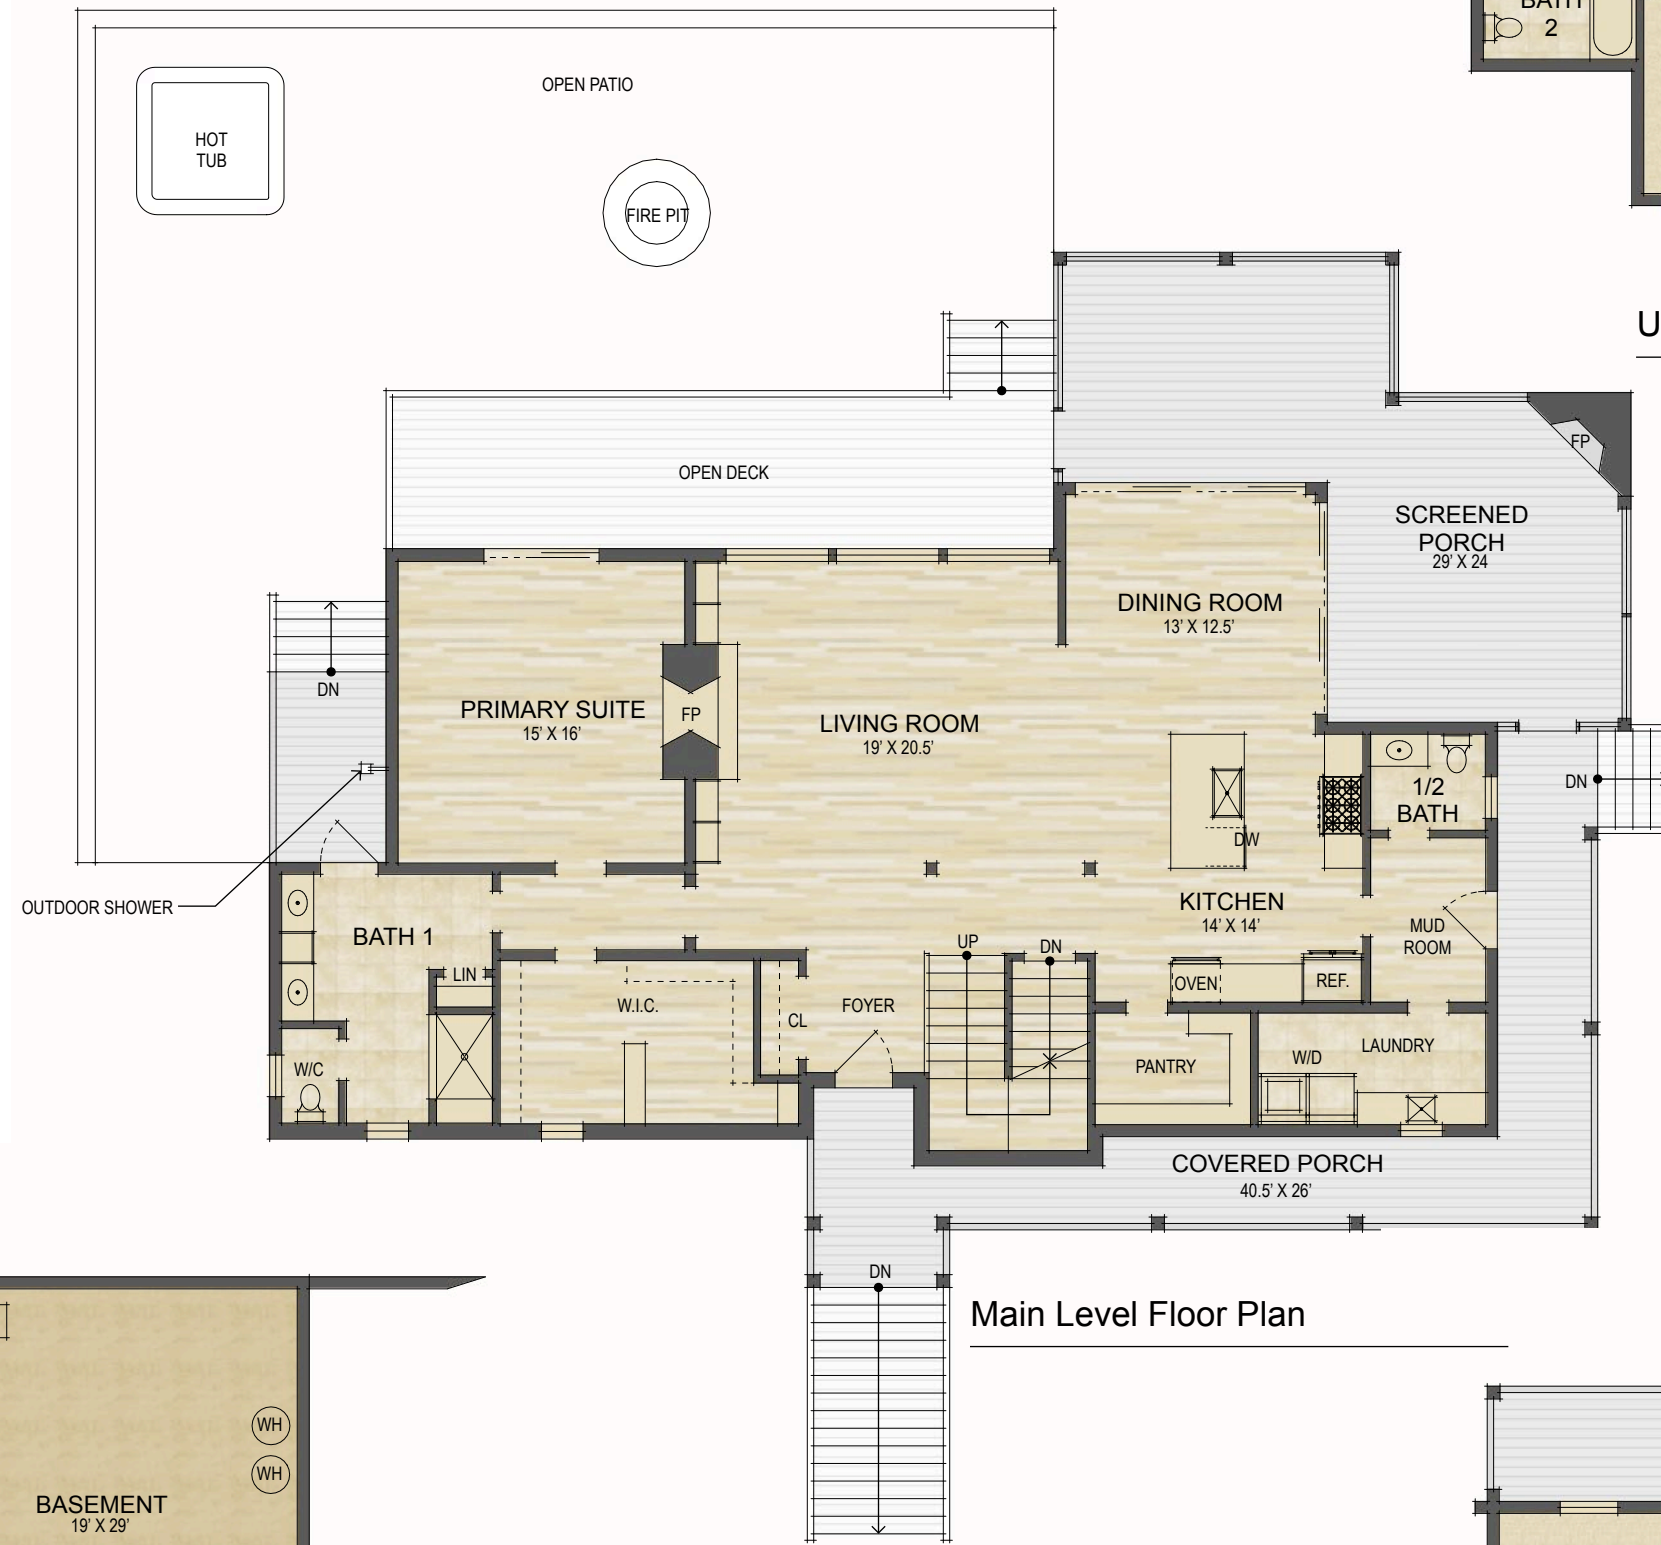 BATH
2
OPEN PATIO
HOT
TUB
FIRE PIT
U
OPEN DECK
FP
SCREENED
PORCH
29' X 24
DINING ROOM
13' X 12.5'
DN
PRIMARY SUITE
15' X 16'
FP
LIVING ROOM
19' X 20.5'
1/2
BATH
DN
DW
OUTDOOR SHOWER
BATH 1
KITCHEN
14' X 14'
MUD
ROOM
UP
DN
LIN
W.I.C.
CL
FOYER
OVEN
REF.
W/C
PANTRY
W/D
LAUNDRY
COVERED PORCH
40.5' X 26'
DN
Main Level Floor Plan
WH
WH
BASEMENT
19' X 29'